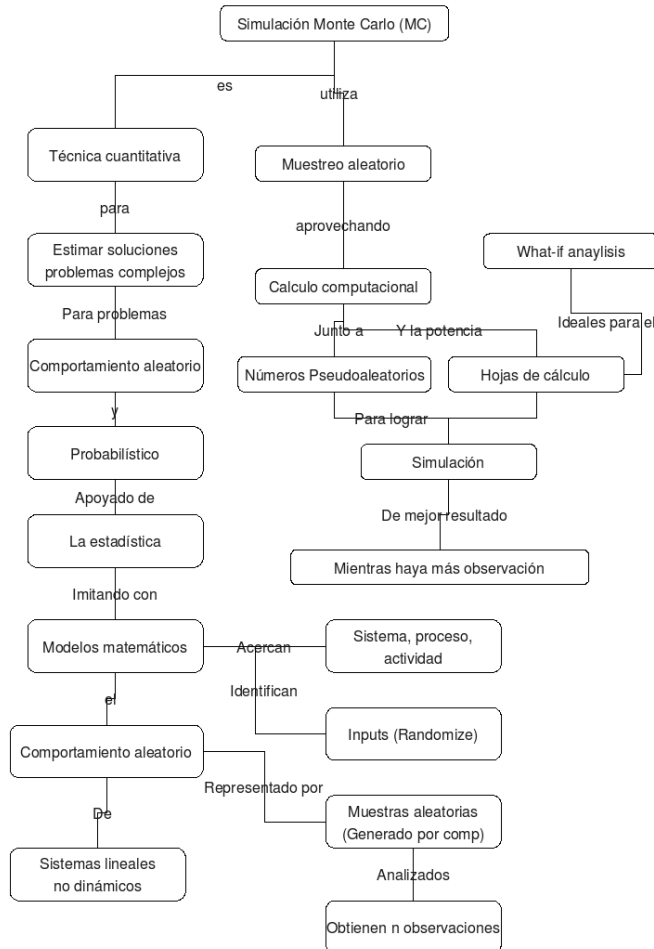 Simulación Monte Carlo (MC)
es
utiliza
Técnica cuantitativa
Muestreo aleatorio
para
aprovechando
Estimar soluciones
problemas complejos
What-if anaylisis
Calculo computacional
Para problemas
Junto a
Y la potencia
Ideales para el
Comportamiento aleatorio
Números Pseudoaleatorios
Hojas de cálculo
y
Para lograr
Probabilístico
Simulación
Apoyado de
De mejor resultado
La estadística
Mientras haya más observación
Imitando con
Modelos matemáticos
Acercan
Sistema, proceso,
actividad
Identifican
el
Comportamiento aleatorio
Inputs (Randomize)
Representado por
De
Muestras aleatorias
(Generado por comp)
Sistemas lineales
no dinámicos
Analizados
Obtienen n observaciones